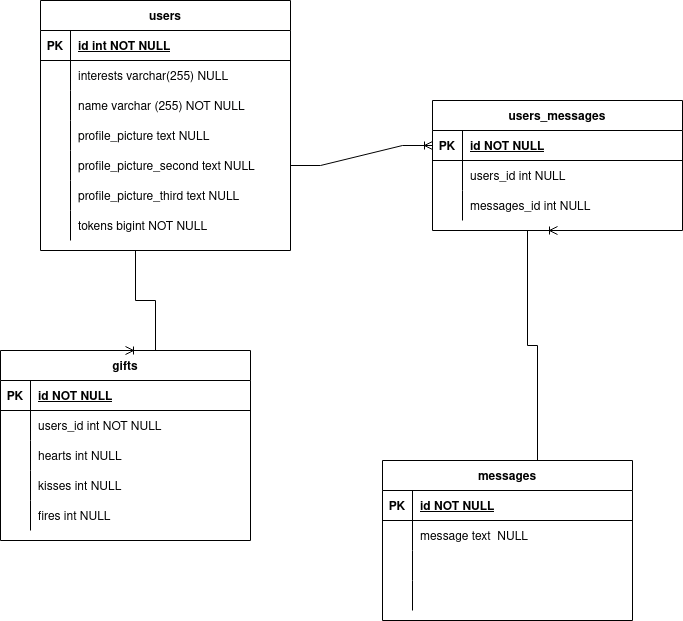 users
PK id int NOT NULL
interests varchar(255) NULL
name varchar (255) NOT NULL
profile_picture text NULL
profile_picture_second text NULL
profile_picture_third text NULL
tokens bigint NOT NULL
users_messages
PK id NOT NULL
users_id int NULL
messages_id int NULL
gifts
PK id NOT NULL
users_id int NOT NULL
hearts int NULL
kisses int NULL
fires int NULL
messages
PK id NOT NULL
message text  NULL